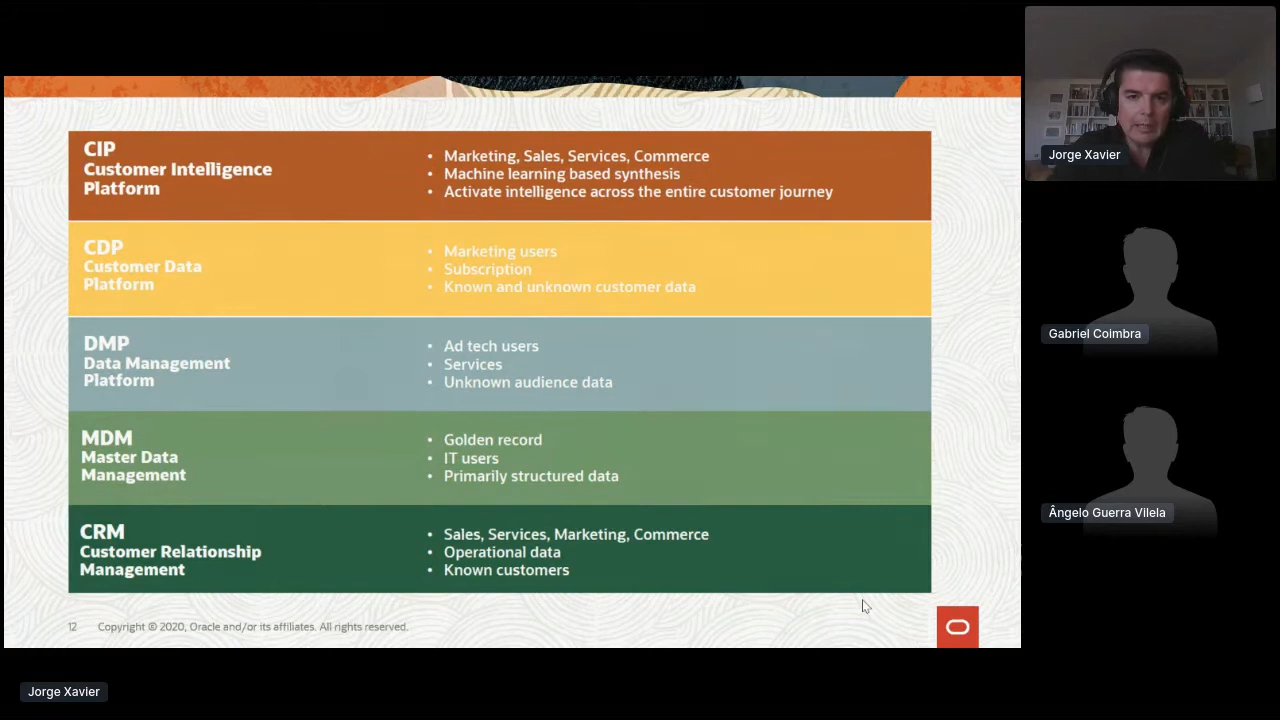 CIP
Customer Intelligence
Platform
• Marketing, Sales, Services, Commerce
• Machine learning based synthesis
• Activate intelligence across the entire customer journey
CDP
Customer Data
Platform
• Marketing users
• Subscription
• Known and unknown customer data
DMP
Data Management
Platform
• Ad tech users
• Services
• Unknown audience data
MDM
Master Data
Management
• Golden record
• IT users
• Primarily structured data
CRM
Customer Relationship
Management
• Sales, Services, Marketing, Commerce
• Operational data
• Known customers
12 Copyright © 2020, Oracle and/or its affiliates. All rights reserved.
Jorge Xavier
Gabriel Coimbra
Ângelo Guerra Vilela
Jorge Xavier